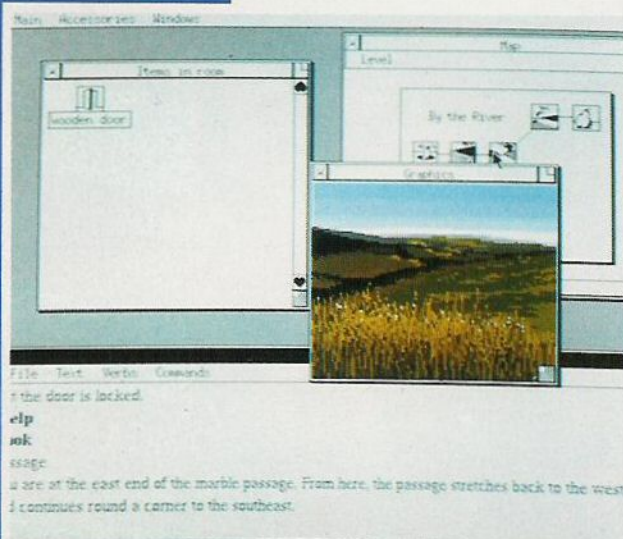 Main Accessories Windows
Items in room
wooden door
Map
Level
By the River
Graphics
File Text Verbs Commands
the door is locked.
elp
ook
ssage
u are at the east end of the marble passage. From here, the passage stretches back to the west
d continues round a corner to the southeast.